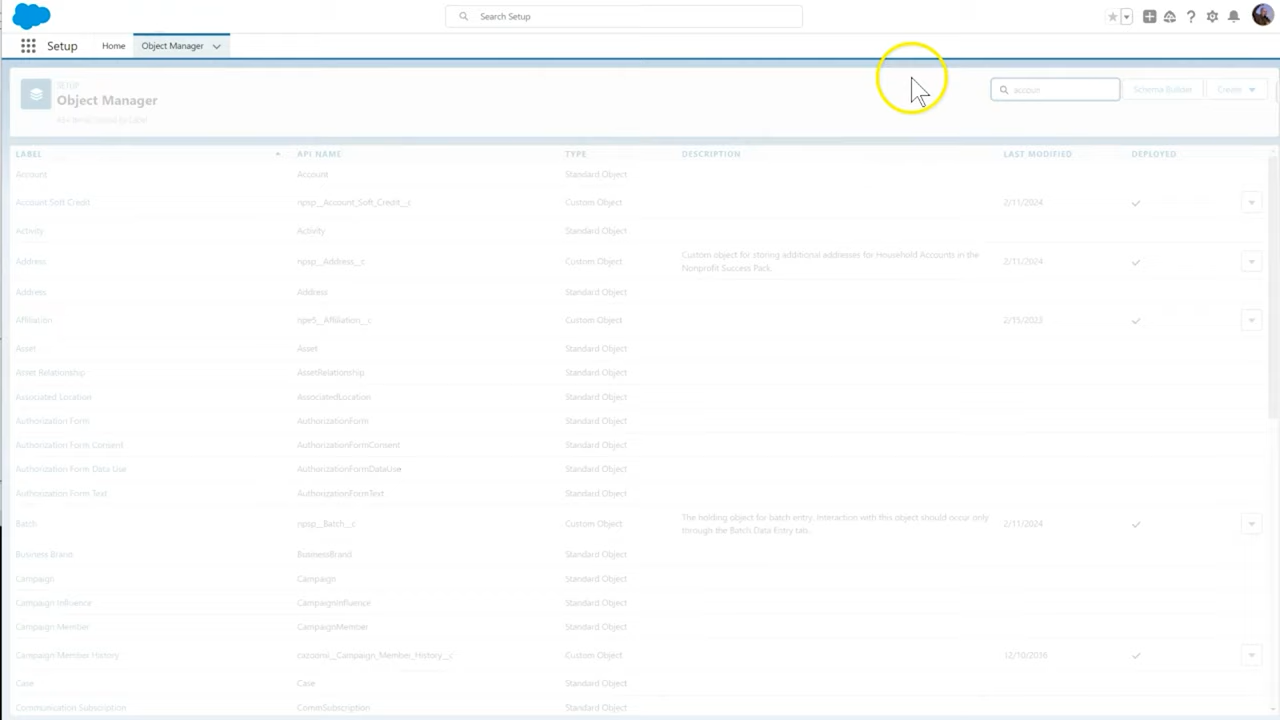 Search Setup
Setup Home Object Manager
SETUP
Object Manager
accoun Schema Builder Create
LABEL API NAME TYPE DESCRIPTION LAST MODIFIED DEPLOYED
Account Account Standard Object
Account Soft Credit npsp__Account_Soft_Credit__c Custom Object 2/11/2024
Activity Activity Standard Object
Address npsp__Address__c Custom Object Custom object for storing additional addresses for Household Accounts in the 2/11/2024
Nonprofit Success Pack.
Address Address Standard Object
Affiliation npe5__Affiliation__c Custom Object 2/15/2023
Asset Asset Standard Object
Asset Relationship AssetRelationship Standard Object
Associated Location AssociatedLocation Standard Object
Authorization Form AuthorizationForm Standard Object
Authorization Form Consent AuthorizationFormConsent Standard Object
Authorization Form Data Use AuthorizationFormDataUse Standard Object
Authorization Form Text AuthorizationFormText Standard Object
Batch npsp__Batch__c Custom Object The holding object for batch entry, interaction with this object should occur only 2/11/2024
through the Batch Data Entry tab.
Business Brand BusinessBrand Standard Object
Campaign Campaign Standard Object
Campaign Influence CampaignInfluence Standard Object
Campaign Member CampaignMember Standard Object
Campaign Member History Custom Object 12/10/2016
Case Case Standard Object
Communication Subscription CommSubscription Standard Object